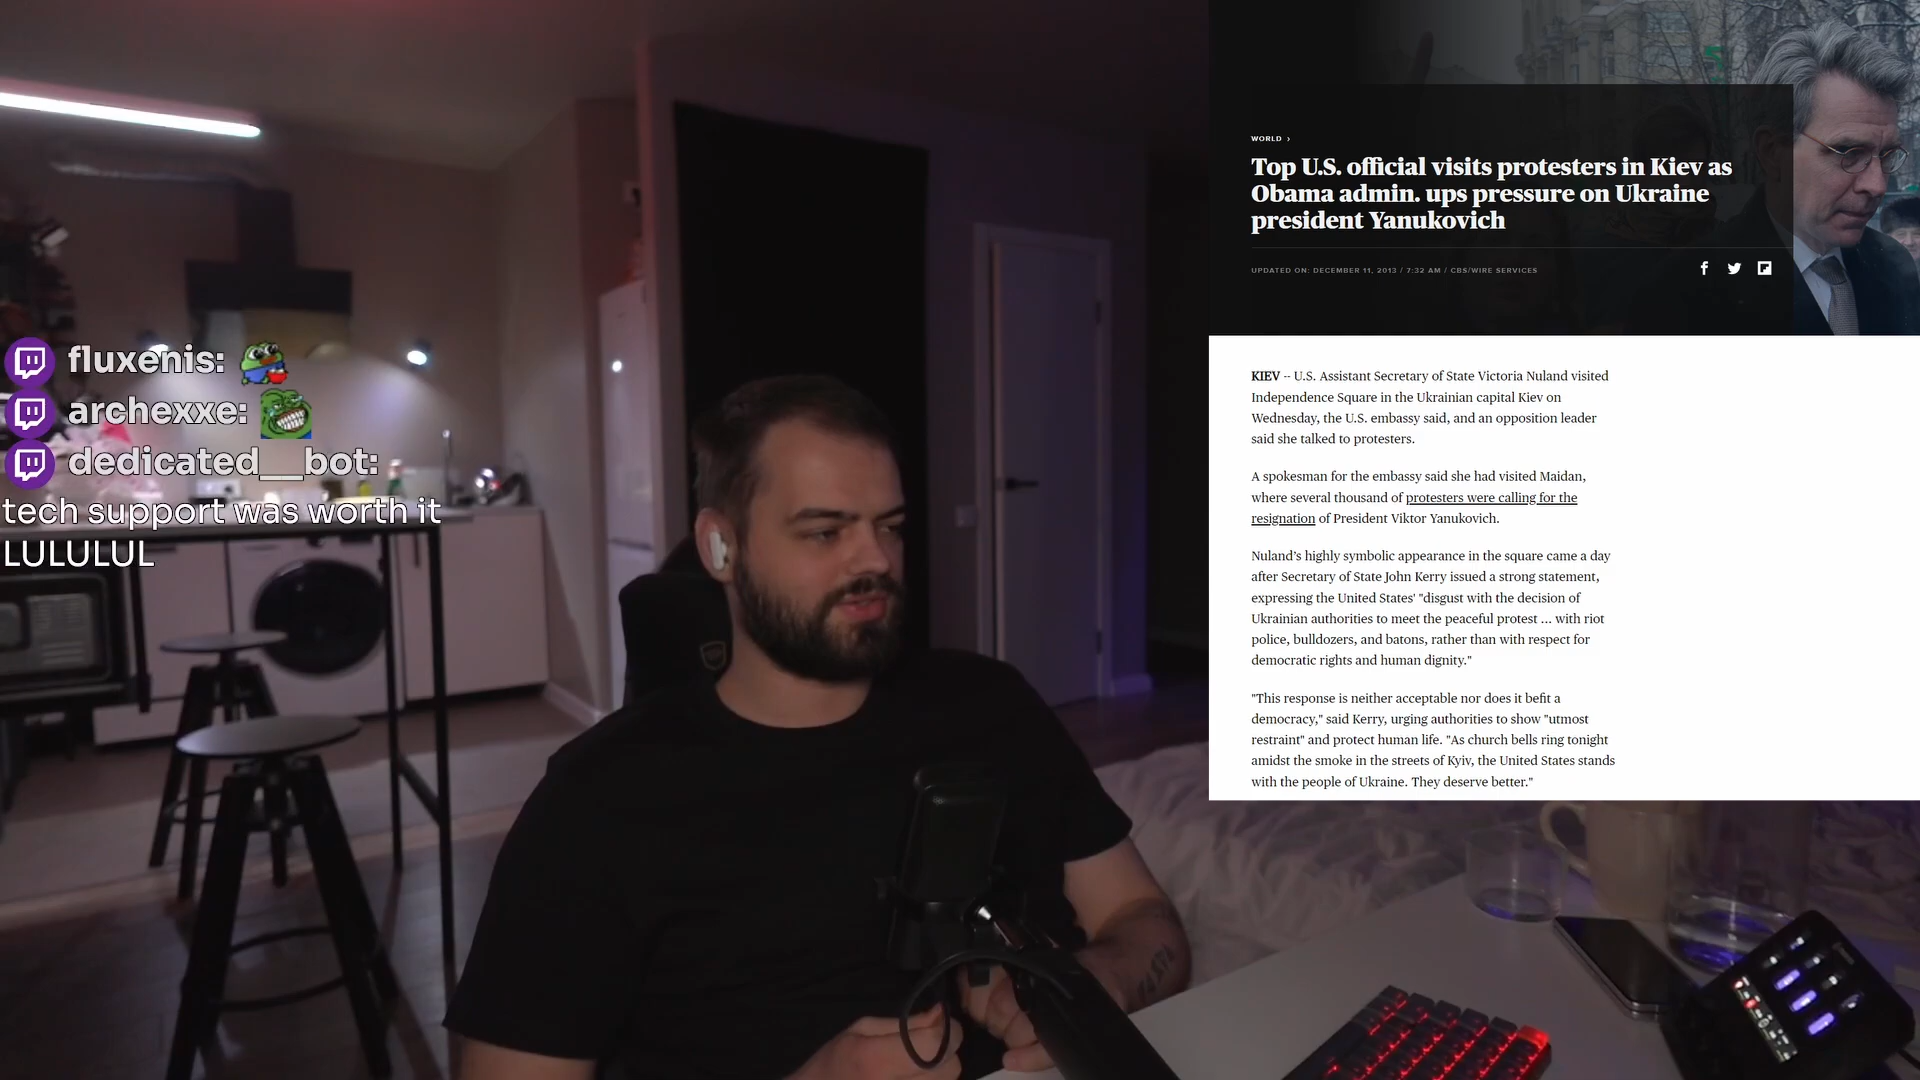 fluxenis:
archexxe:
dedicated__bot:
tech support was worth it
LULULUL
WORLD ›
Top U.S. official visits protesters in Kiev as
Obama admin. ups pressure on Ukraine
president Yanukovich
UPDATED ON: DECEMBER 11, 2013 / 7:32 AM / CBS/WIRE SERVICES
KIEV -- U.S. Assistant Secretary of State Victoria Nuland visited
Independence Square in the Ukrainian capital Kiev on
Wednesday, the U.S. embassy said, and an opposition leader
said she talked to protesters.
A spokesman for the embassy said she had visited Maidan,
where several thousand of protesters were calling for the
resignation of President Viktor Yanukovich.
Nuland’s highly symbolic appearance in the square came a day
after Secretary of State John Kerry issued a strong statement,
expressing the United States' "disgust with the decision of
Ukrainian authorities to meet the peaceful protest ... with riot
police, bulldozers, and batons, rather than with respect for
democratic rights and human dignity."
"This response is neither acceptable nor does it befit a
democracy," said Kerry, urging authorities to show "utmost
restraint" and protect human life. "As church bells ring tonight
amidst the smoke in the streets of Kyiv, the United States stands
with the people of Ukraine. They deserve better."